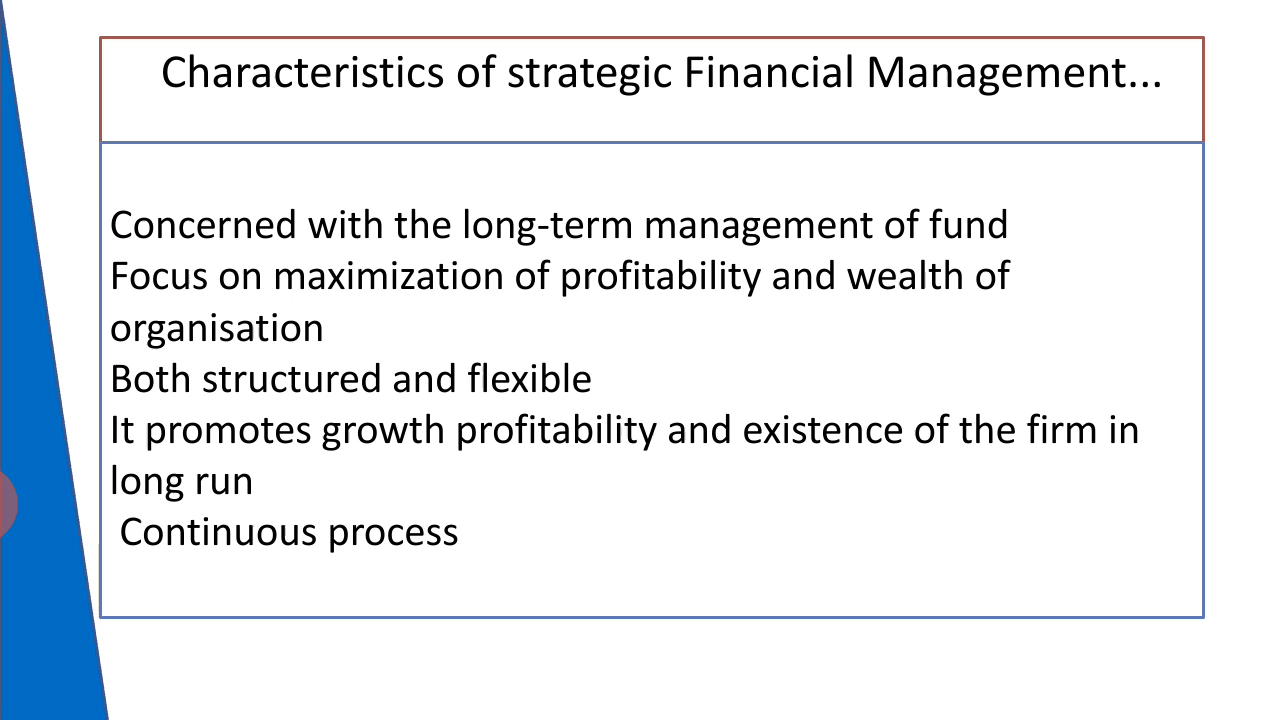 Characteristics of strategic Financial Management...
Concerned with the long-term management of fund
Focus on maximization of profitability and wealth of
organisation
Both structured and flexible
It promotes growth profitability and existence of the firm in
long run
Continuous process